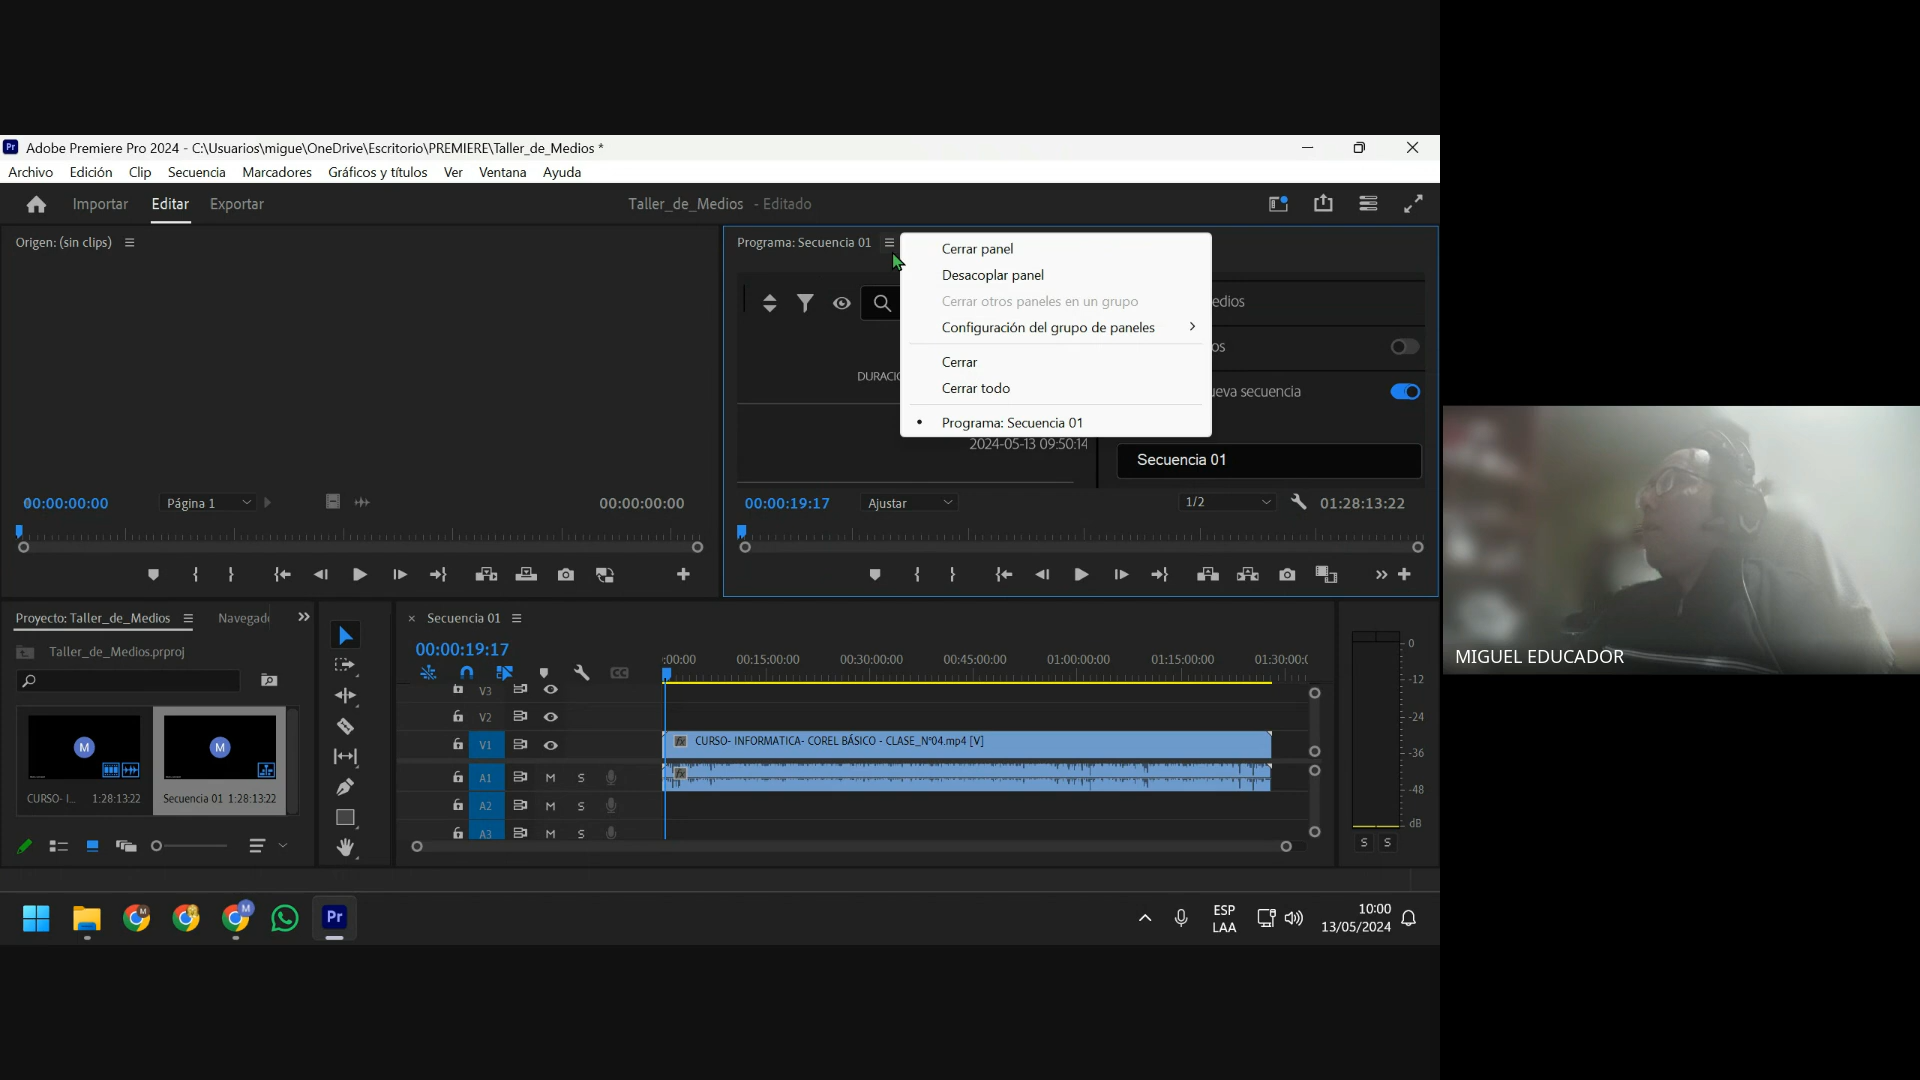 Adobe Premiere Pro 2024 - C:\Usuarios\migue\OneDrive\Escritorio\PREMIERE\Taller_de_Medios *
Archivo Edición Clip Secuencia Marcadores Gráficos y títulos Ver Ventana Ayuda
Importar Editar Exportar Taller_de_Medios - Editado
Origen: (sin clips)
Programa: Secuencia 01
Cerrar panel
Desacoplar panel
Cerrar otros paneles en un grupo
Configuración del grupo de paneles
Cerrar
Cerrar todo
Programa: Secuencia 01
edios
os
DURACIÓ
ueva secuencia
2024-05-13 09:50:14
Secuencia 01
00:00:00:00 Página 1 00:00:00:00
00:00:19:17 Ajustar 1/2 01:28:13:22
Proyecto: Taller_de_Medios Navegado
Taller_de_Medios.prproj
M M
CURSO- I... 1:28:13:22 Secuencia 01 1:28:13:22
× Secuencia 01
00:00:19:17
:00:00 00:15:00:00 00:30:00:00 00:45:00:00 01:00:00:00 01:15:00:00 01:30:00:0
V3
V2
V1 fx CURSO- INFORMATICA- COREL BÁSICO - CLASE_N°04.mp4 [V]
A1 M S fx
A2 M S
A3 M S
0
-12
-24
-36
-48
dB
S S
MIGUEL EDUCADOR
M M Pr
ESP
LAA
10:00
13/05/2024